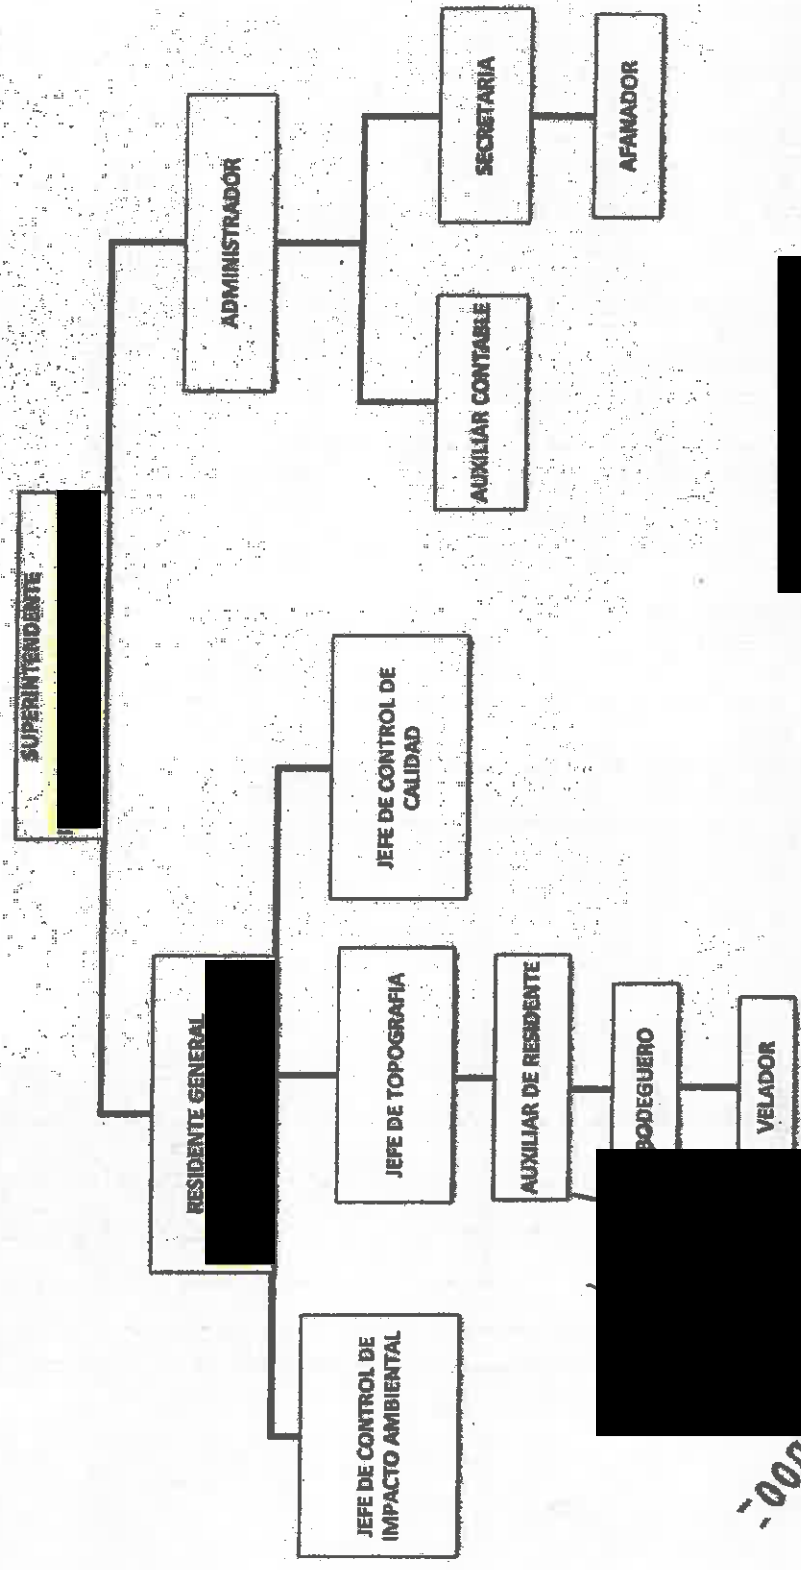 SUPERINTENDENTE
RESIDENTE GENERAL
ADMINISTRADOR
JEFE DE CONTROL DE
IMPACTO AMBIENTAL
JEFE DE TOPOGRAFIA
JEFE DE CONTROL DE
CALIDAD
AUXILIAR CONTABLE
SECRETARIA
AUXILIAR DE RESIDENTE
AFANADOR
BODEGUERO
VELADOR